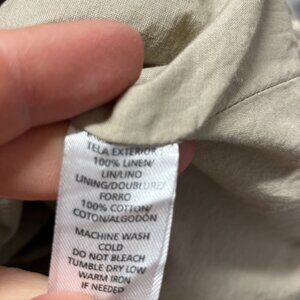 TELA EXTERIOR
100% LINEN/
LIN/LINO
LINING/DOUBLURE/
FORRO
100% COTTON/
COTON/ALGODÓN
MACHINE WASH
COLD
DO NOT BLEACH
TUMBLE DRY LOW
WARM IRON
IF NEEDED